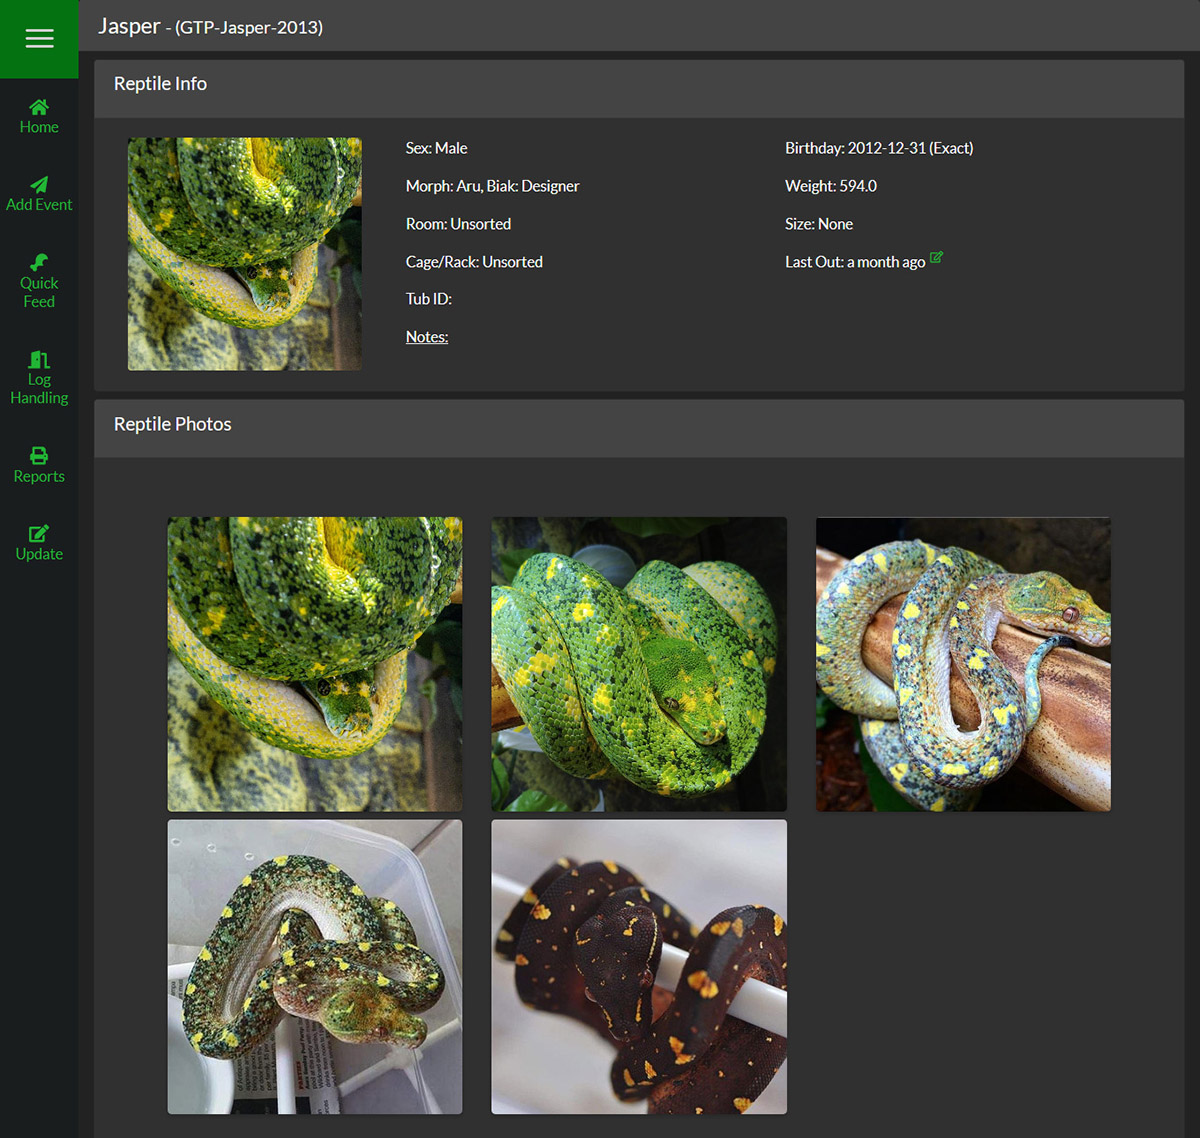 Jasper - (GTP-Jasper-2013)
Home
Add Event
Quick
Feed
Log
Handling
Reports
Update
Reptile Info
Sex: Male
Morph: Aru, Biak: Designer
Room: Unsorted
Cage/Rack: Unsorted
Tub ID:
Notes:
Birthday: 2012-12-31 (Exact)
Weight: 594.0
Size: None
Last Out: a month ago
Reptile Photos